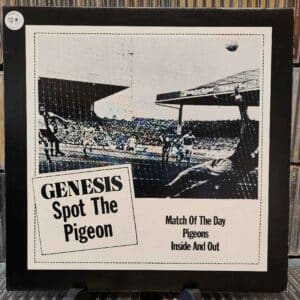 GENESIS
Spot The
Pigeon
Match Of The Day
Pigeons
Inside And Out